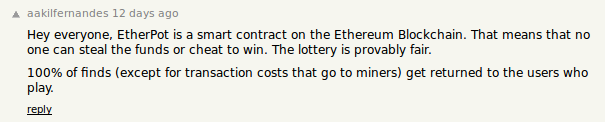 ▲ aakilfernandes 12 days ago
Hey everyone, EtherPot is a smart contract on the Ethereum Blockchain. That means that no
one can steal the funds or cheat to win. The lottery is provably fair.
100% of finds (except for transaction costs that go to miners) get returned to the users who
play.
reply